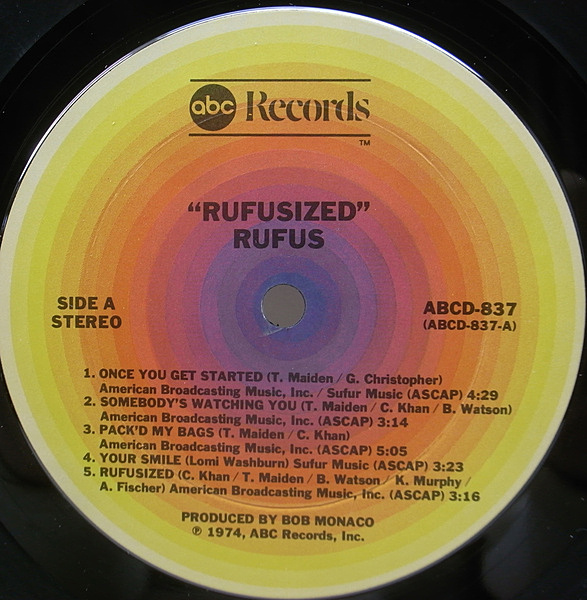 abc Records
TM
"RUFUSIZED"
RUFUS
SIDE A
STEREO
ABCD-837
(ABCD-837-A)
1. ONCE YOU GET STARTED (T. Maiden / G. Christopher)
American Broadcasting Music, Inc. / Sufur Music (ASCAP) 4:29
2. SOMEBODY'S WATCHING YOU (T. Maiden / C. Khan / B. Watson)
American Broadcasting Music, Inc. (ASCAP) 3:14
3. PACK'D MY BAGS (T. Maiden / C. Khan)
American Broadcasting Music, Inc. (ASCAP) 5:05
4. YOUR SMILE (Lomi Washburn) Sufur Music (ASCAP) 3:23
5. RUFUSIZED (C. Khan / T. Maiden / B. Watson / K. Murphy /
A. Fischer) American Broadcasting Music, Inc. (ASCAP) 3:16
PRODUCED BY BOB MONACO
℗ 1974, ABC Records, Inc.